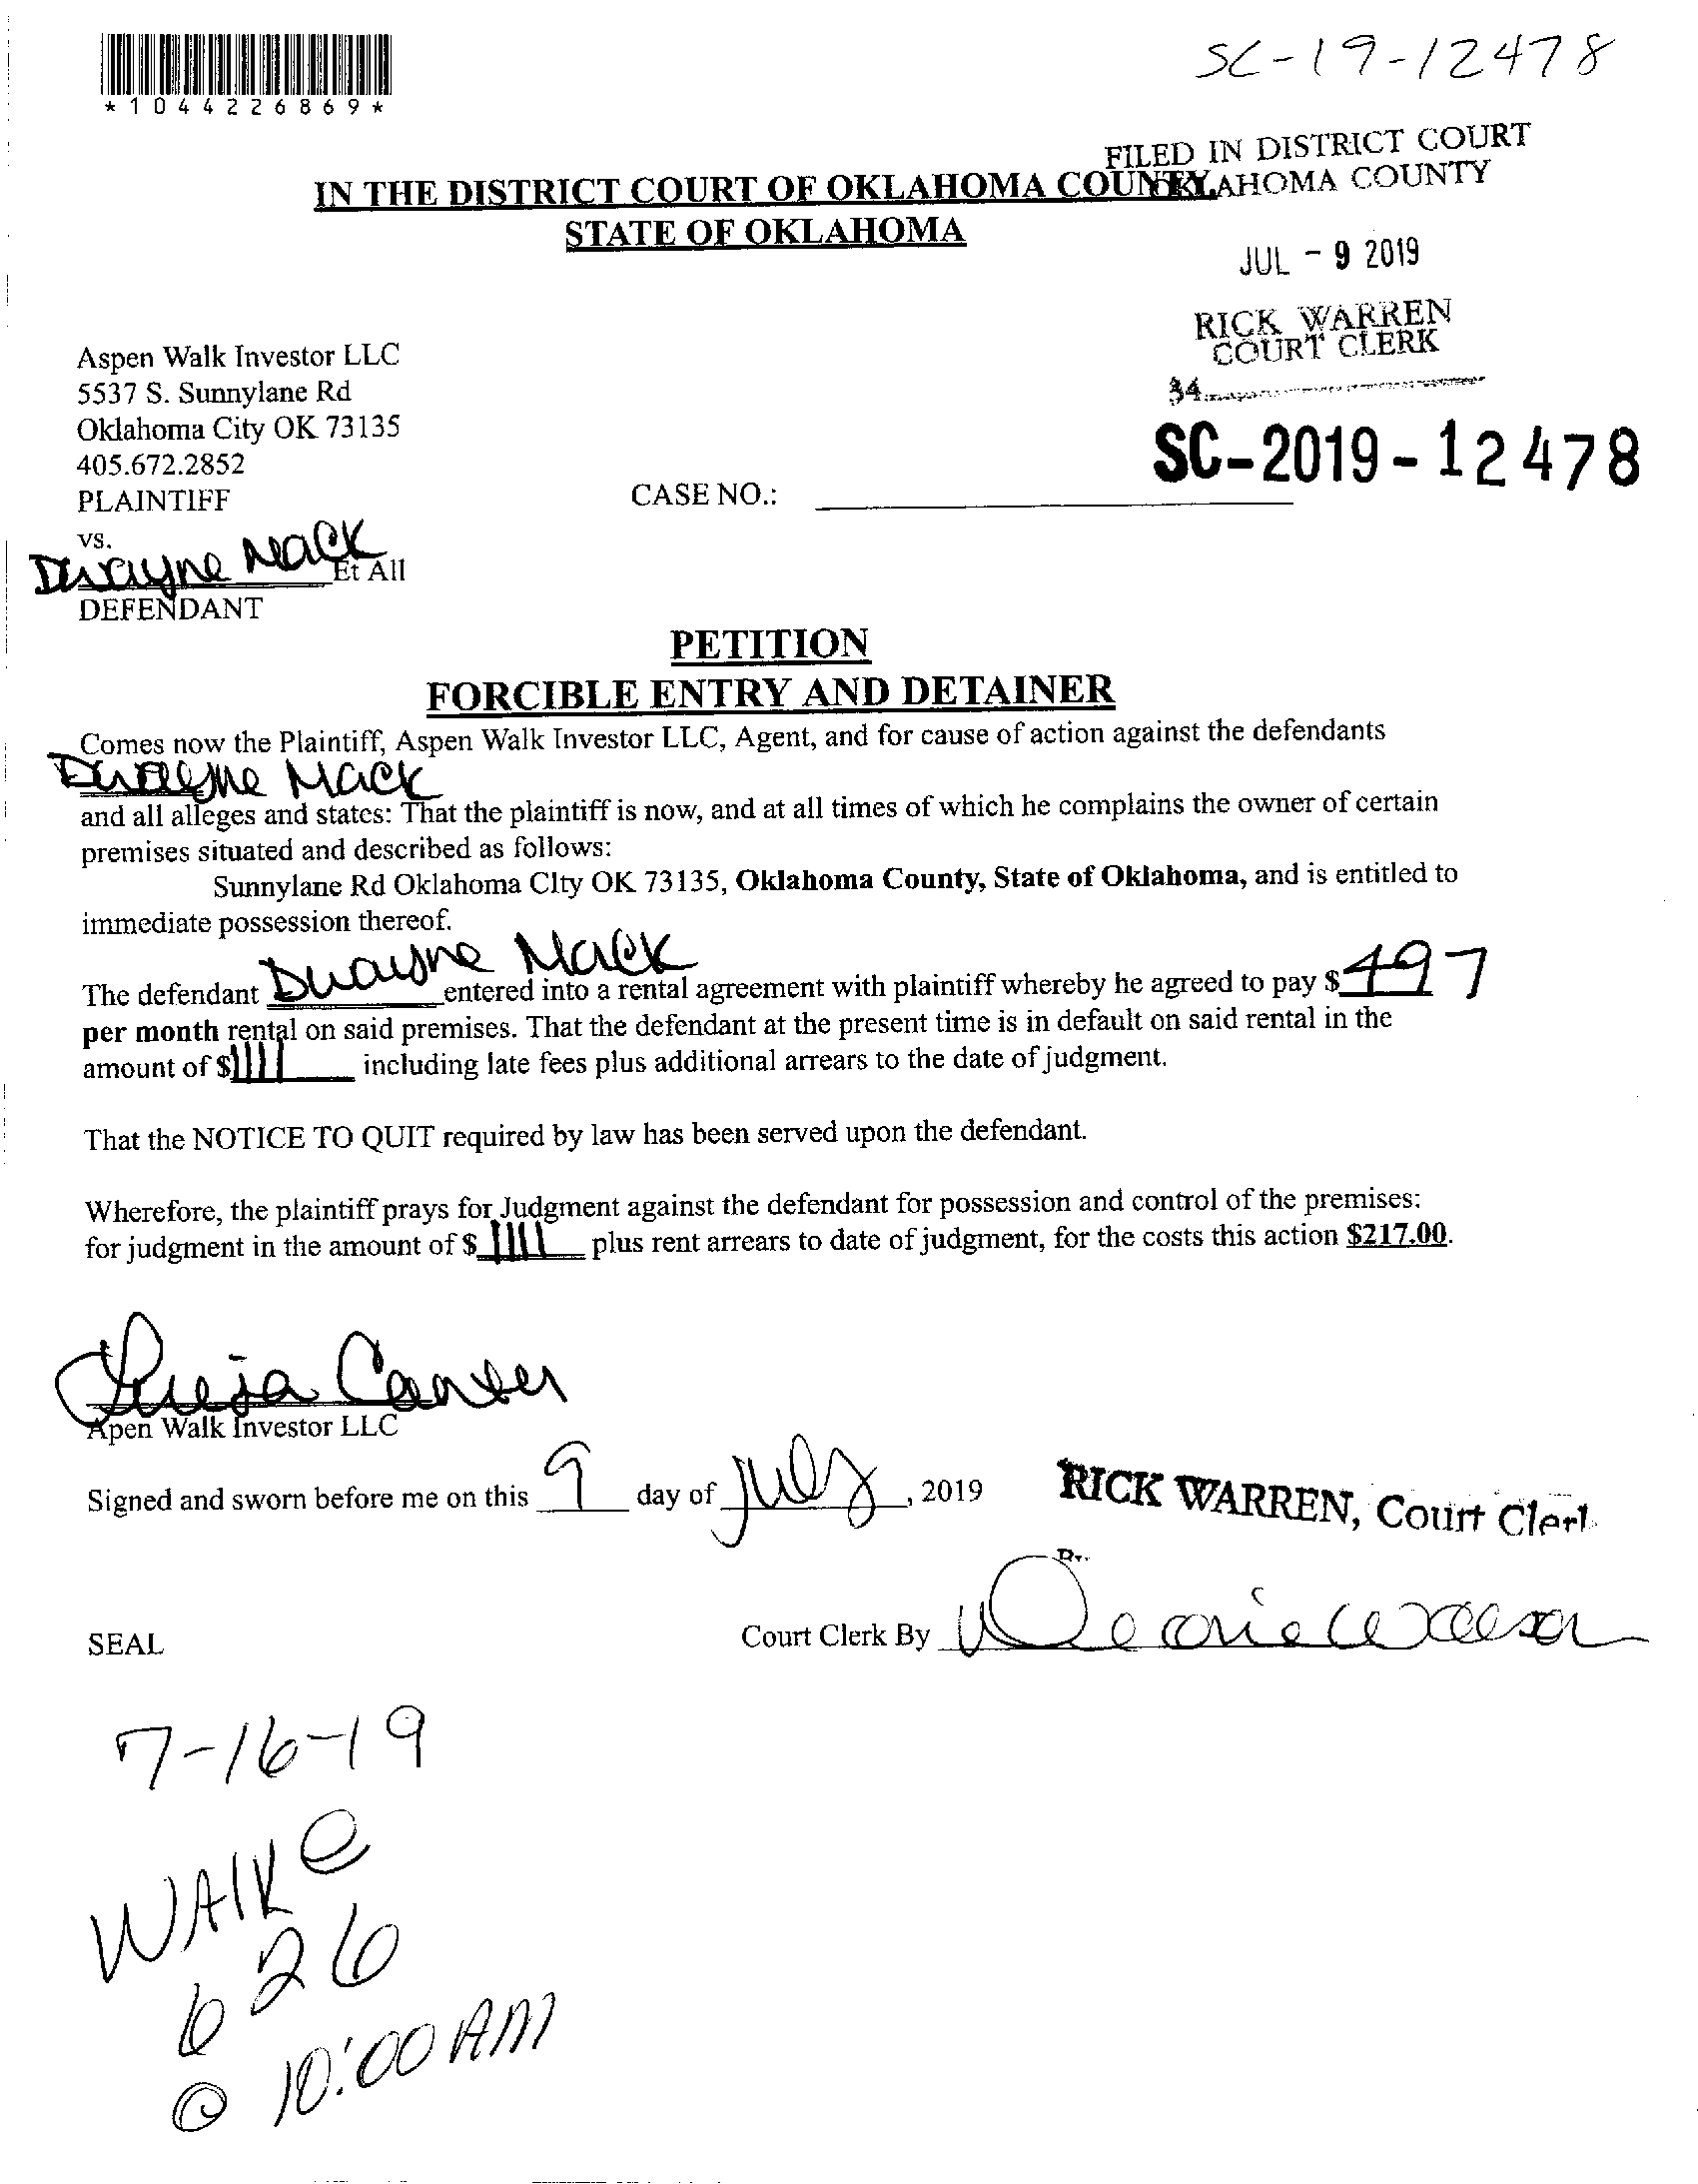 SC-19-12478
*1044226869*
FILED IN DISTRICT COURT
OKLAHOMA COUNTY
IN THE DISTRICT COURT OF OKLAHOMA COUNTY,
STATE OF OKLAHOMA
JUL - 9 2019
RICK WARREN
COURT CLERK
34
Aspen Walk Investor LLC
5537 S. Sunnylane Rd
Oklahoma City OK 73135
405.672.2852
PLAINTIFF
SC-2019-12478
CASE NO.:
vs.
Dwayne Mack Et All
DEFENDANT
PETITION
FORCIBLE ENTRY AND DETAINER
Comes now the Plaintiff, Aspen Walk Investor LLC, Agent, and for cause of action against the defendants
Dwayne Mack
and all alleges and states: That the plaintiff is now, and at all times of which he complains the owner of certain
premises situated and described as follows:
Sunnylane Rd Oklahoma CIty OK 73135, Oklahoma County, State of Oklahoma, and is entitled to
immediate possession thereof.
The defendant Dwayne Mack entered into a rental agreement with plaintiff whereby he agreed to pay $ 497
per month rental on said premises. That the defendant at the present time is in default on said rental in the
amount of $1111 including late fees plus additional arrears to the date of judgment.
That the NOTICE TO QUIT required by law has been served upon the defendant.
Wherefore, the plaintiff prays for Judgment against the defendant for possession and control of the premises:
for judgment in the amount of $ 1111 plus rent arrears to date of judgment, for the costs this action $217.00.
Apen Walk Investor LLC
Signed and sworn before me on this 9 day of July, 2019
RICK WARREN, Court Clerk
By
SEAL
Court Clerk By
7-16-19
WALKE
626
@ 10:00 AM